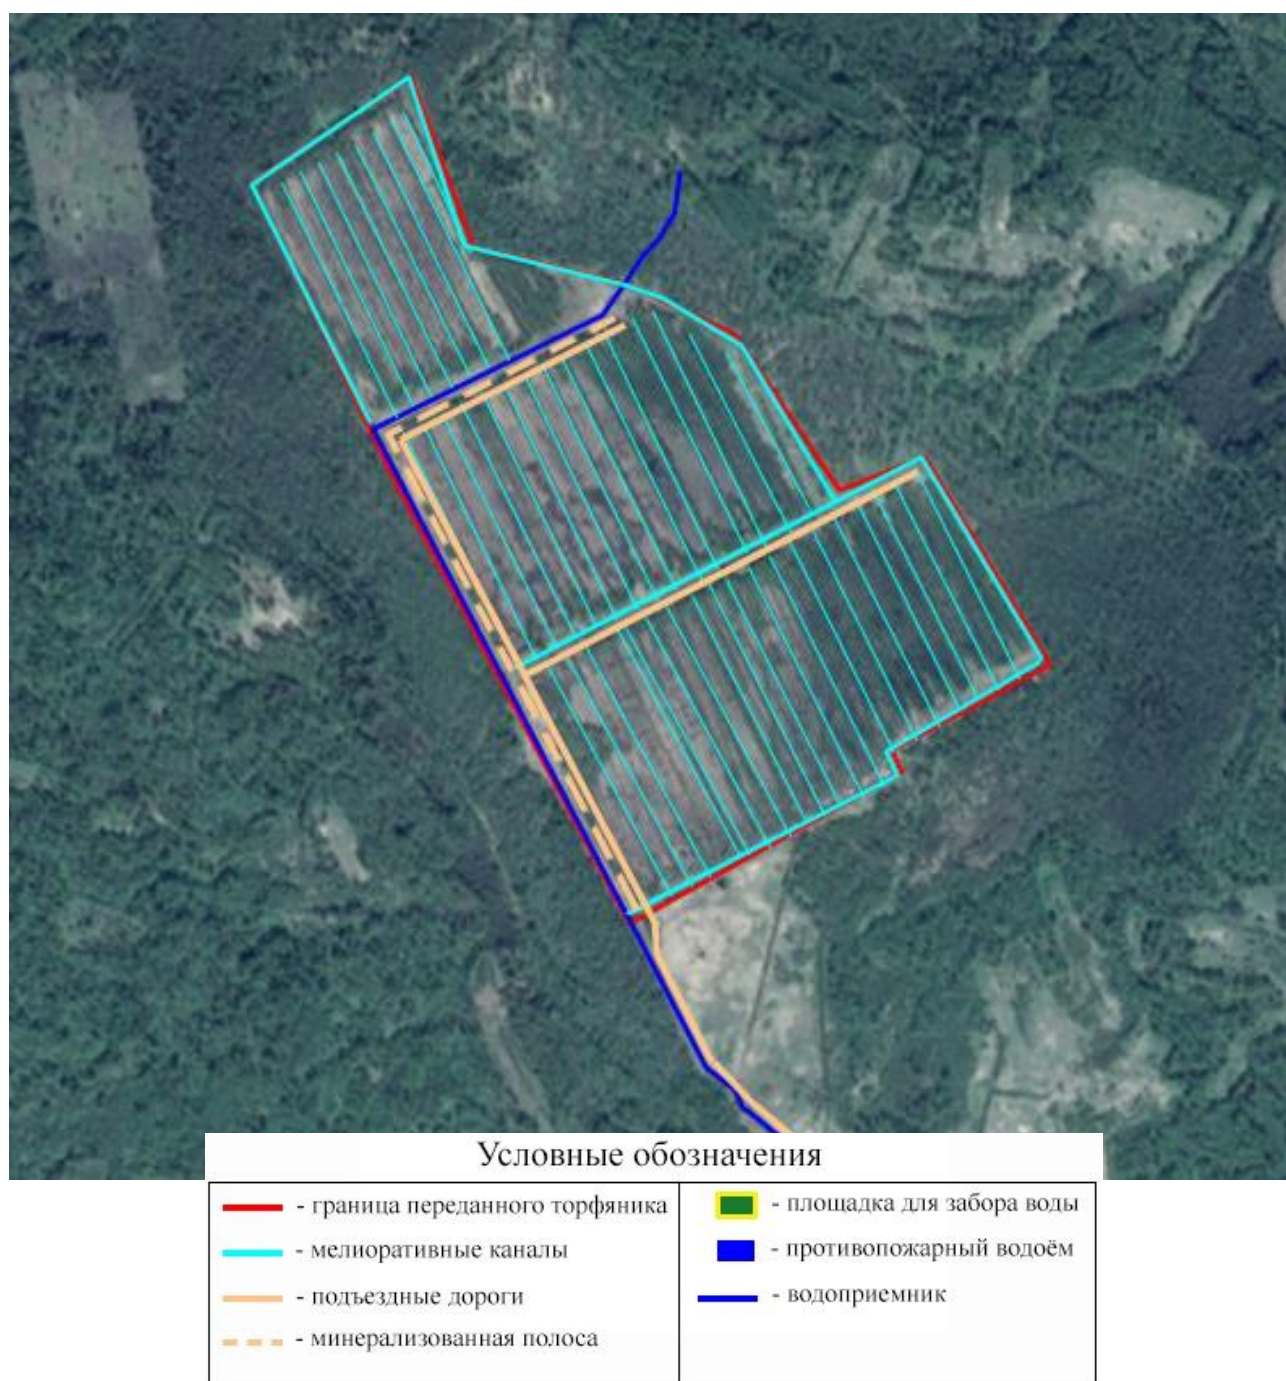 Условные обозначения
- граница переданного торфяника
- мелиоративные каналы
- подъездные дороги
- минерализованная полоса
- площадка для забора воды
- противопожарный водоём
- водоприемник